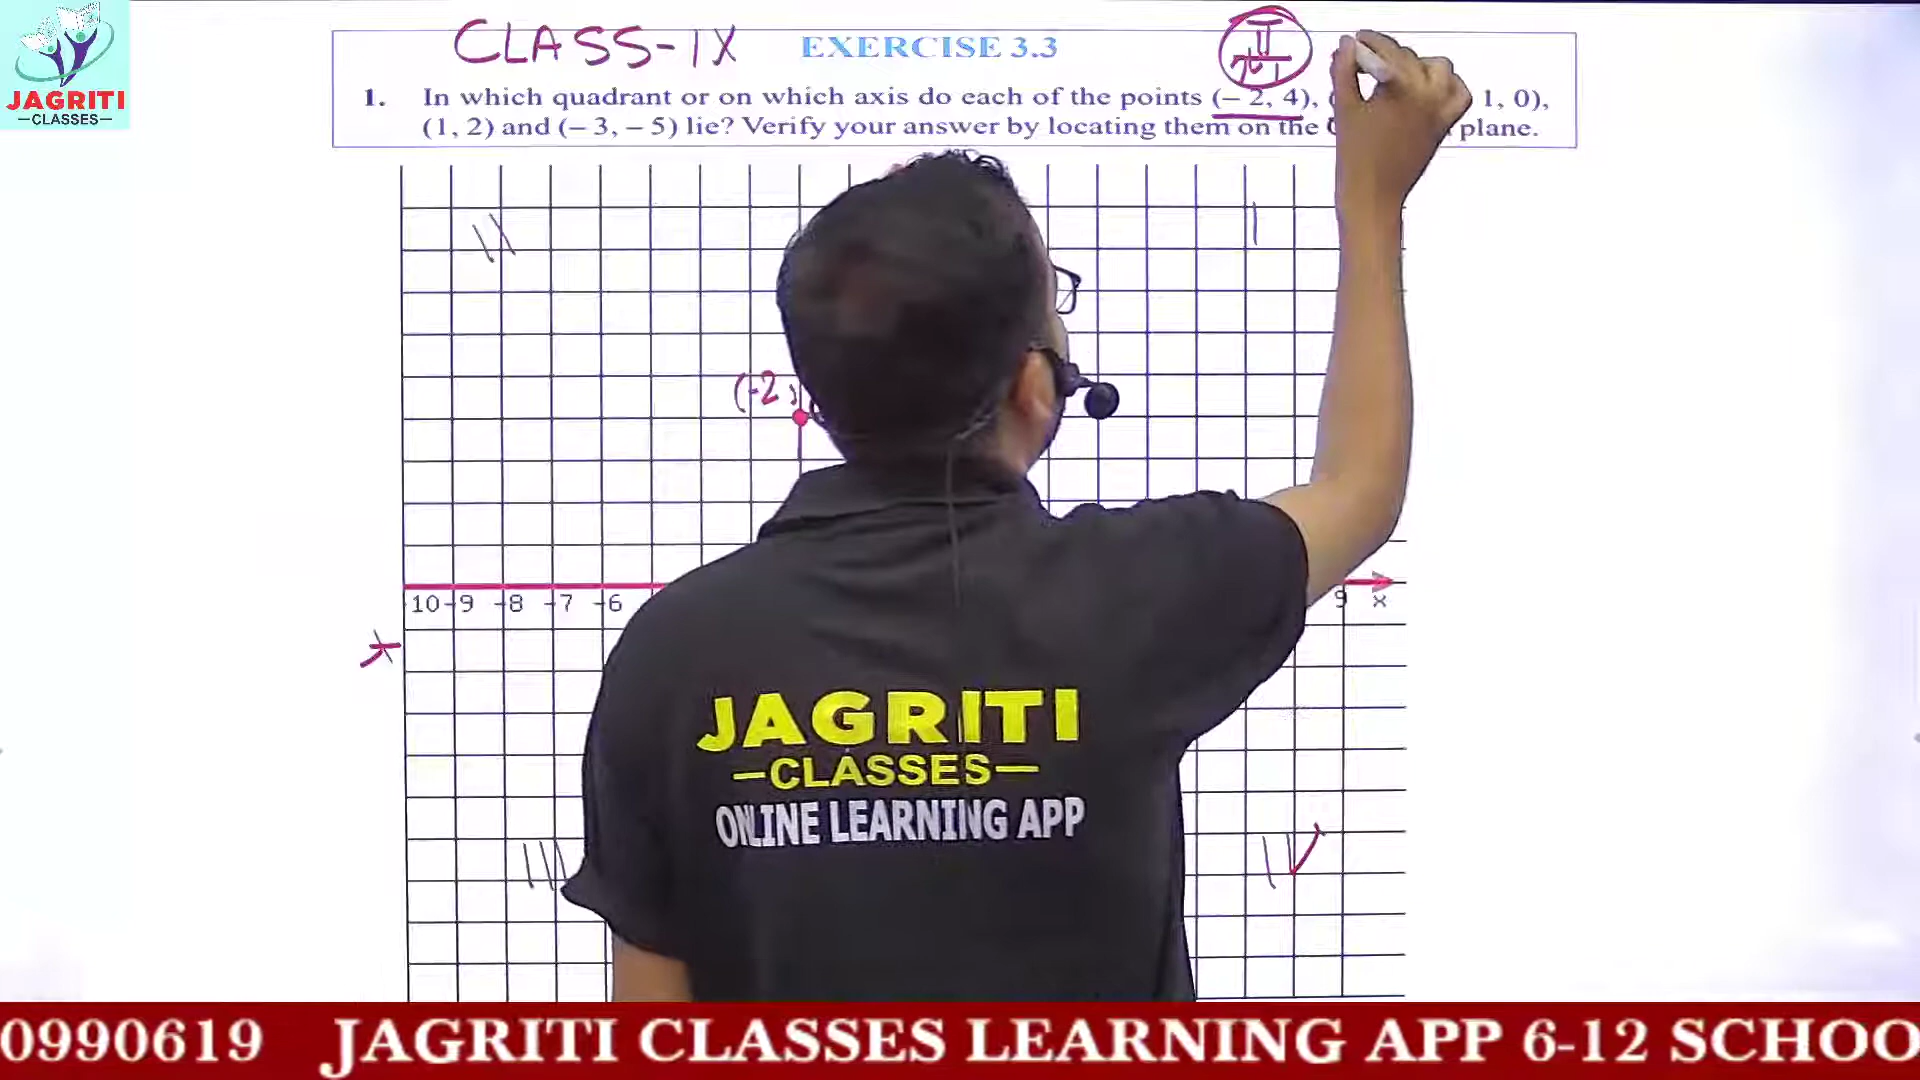 JAGRITI
CLASSES
CLASS-IX EXERCISE 3.3
II
1. In which quadrant or on which axis do each of the points (– 2, 4), ( 1, 0),
(1, 2) and (– 3, – 5) lie? Verify your answer by locating them on the plane.
II
I
(-2,
-10 -9 -8 -7 -6
9 x
JAGRITI
—CLASSES—
ONLINE LEARNING APP
III
IV
0990619 JAGRITI CLASSES LEARNING APP 6-12 SCHOO